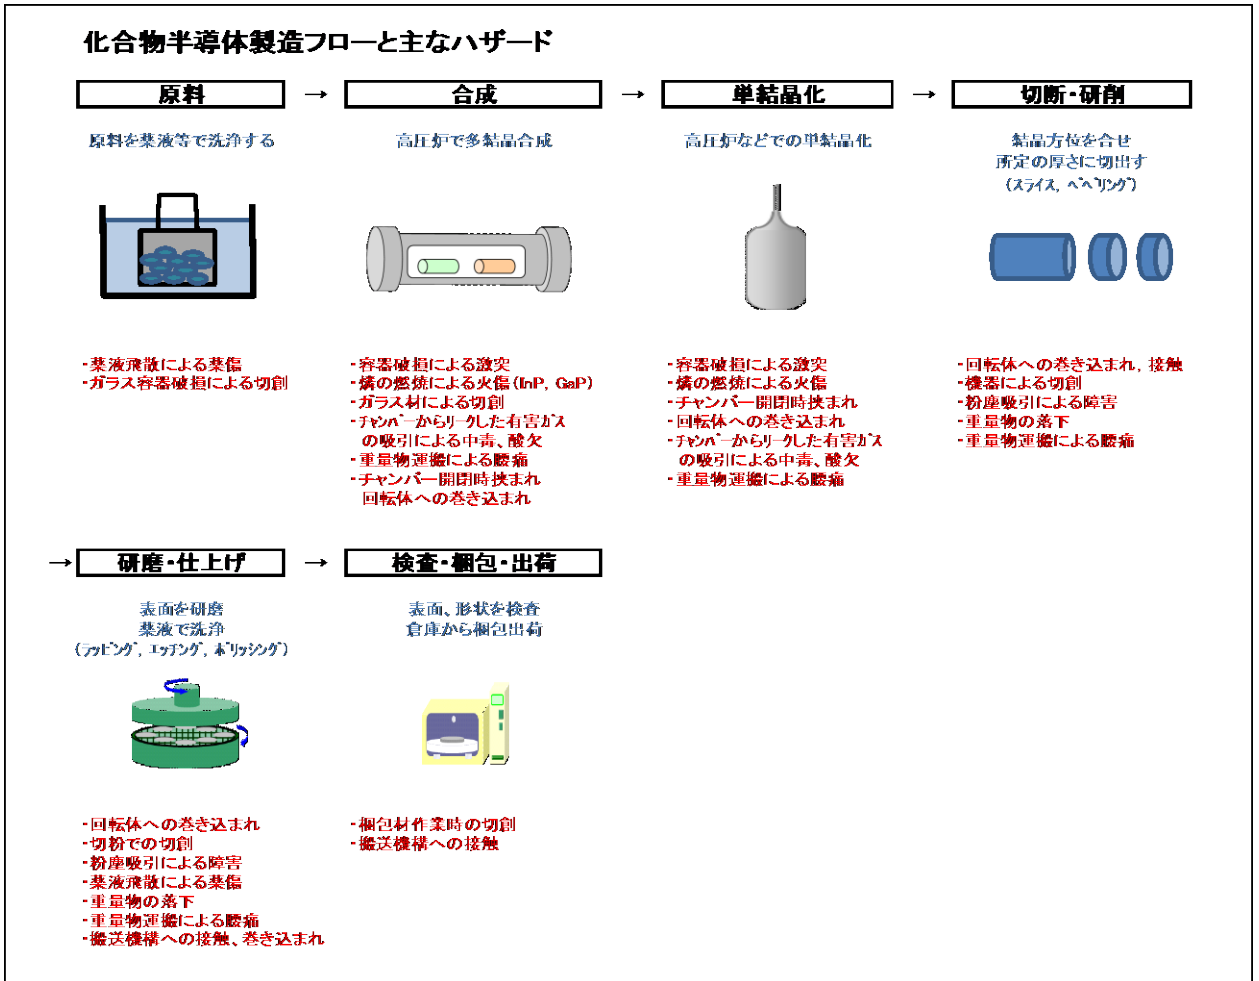 化合物半導体製造フローと主なハザード
原料 → 合成 → 単結晶化 → 切断・研削
原料を薬液等で洗浄する
高圧炉で多結晶合成
高圧炉などでの単結晶化
結晶方位を合せ
所定の厚さに切出す
(ｽﾗｲｽ, ﾍﾞﾍﾞﾘﾝｸﾞ)
・薬液飛散による薬傷
・ガラス容器破損による切創
・容器破損による激突
・燐の燃焼による火傷(InP, GaP)
・ガラス材による切創
・ﾁｬﾝﾊﾞｰからﾘｰｸした有害ｶﾞｽ
の吸引による中毒、酸欠
・重量物運搬による腰痛
・チャンバー開閉時挟まれ
回転体への巻き込まれ
・容器破損による激突
・燐の燃焼による火傷
・チャンバー開閉時挟まれ
・回転体への巻き込まれ
・ﾁｬﾝﾊﾞｰからﾘｰｸした有害ｶﾞｽ
の吸引による中毒、酸欠
・重量物運搬による腰痛
・回転体への巻き込まれ, 接触
・機器による切創
・粉塵吸引による障害
・重量物の落下
・重量物運搬による腰痛
→ 研磨・仕上げ → 検査・梱包・出荷
表面を研磨
薬液で洗浄
(ﾗｯﾋﾟﾝｸﾞ, ｴｯﾁﾝｸﾞ, ﾎﾟﾘｯｼﾝｸﾞ)
表面、形状を検査
倉庫から梱包出荷
・回転体への巻き込まれ
・切粉での切創
・粉塵吸引による障害
・薬液飛散による薬傷
・重量物の落下
・重量物運搬による腰痛
・搬送機構への接触、巻き込まれ
・梱包材作業時の切創
・搬送機構への接触